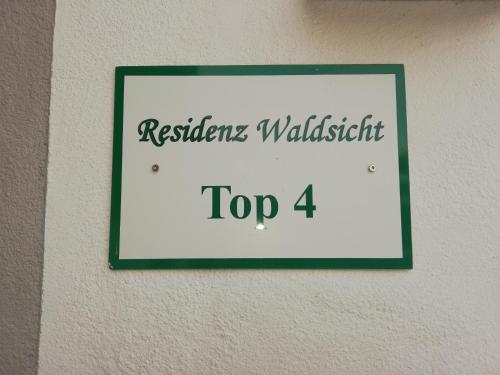 Residenz Waldsicht
Top 4